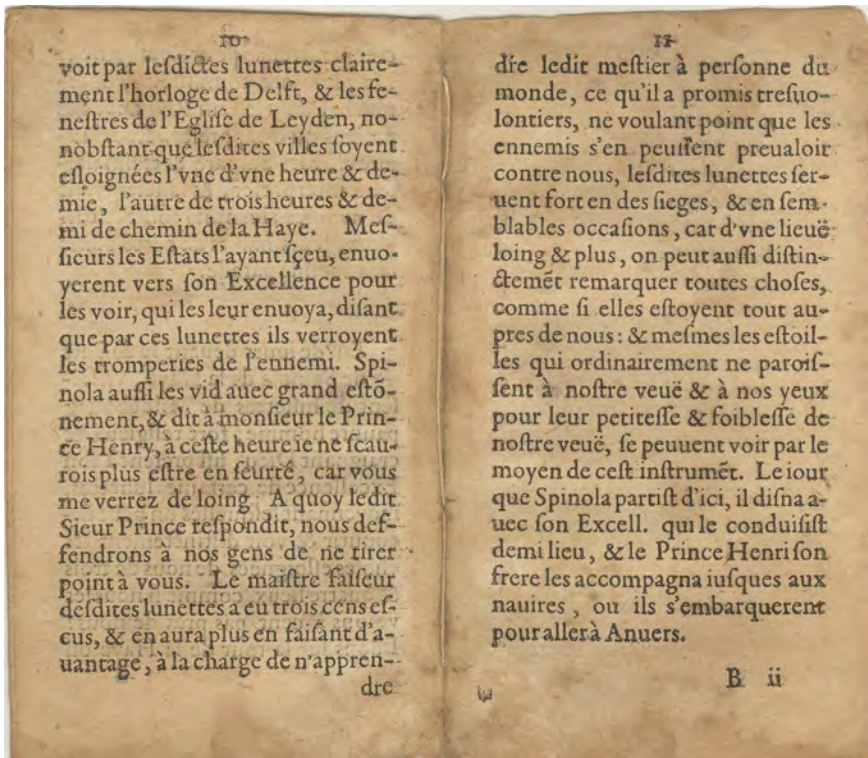 10
voit par leſdictes lunettes claire-
ment l'horloge de Delft, & les fe-
neſtres de l'Egliſe de Leyden, no-
nobſtant que leſdites villes ſoyent
eſloignées l'vne d'vne heure & de-
mie, l'autre de trois heures & de-
mi de chemin de la Haye. Meſ-
ſieurs les Eſtats l'ayant ſçeu, enuo-
yerent vers ſon Excellence pour
les voir, qui les leur enuoya, diſant
que par ces lunettes ils verroyent
les tromperies de l'ennemi. Spi-
nola auſſi les vid auec grand eſtõ-
nement, & dit à monſieur le Prin-
ce Henry, à ceſte heure ie ne ſcau-
rois plus eſtre en ſeurté, car vous
me verrez de loing. A quoy ledit
Sieur Prince reſpondit, nous deſ-
fendrons à nos gens de ne tirer
point à vous. Le maiſtre faiſeur
deſdites lunettes a eu trois cens eſ-
cus, & en aura plus en faiſant d'a-
uantage, à la charge de n'appren-
dre
11
dre ledit meſtier à perſonne du
monde, ce qu'il a promis treſuo-
lontiers, ne voulant point que les
ennemis s'en peuſſent preualoir
contre nous, leſdites lunettes ſer-
uent fort en des ſieges, & en ſem-
blables occaſions, car d'vne lieuë
loing & plus, on peut auſſi diſtin-
ctemẽt remarquer toutes choſes,
comme ſi elles eſtoyent tout au-
pres de nous: & meſmes les eſtoil-
les qui ordinairement ne paroiſ-
ſent à noſtre veuë & à nos yeux
pour leur petiteſſe & foibleſſe de
noſtre veuë, ſe peuuent voir par le
moyen de ceſt inſtrumẽt. Le iour
que Spinola partiſt d'ici, il diſna a-
uec ſon Excell. qui le conduiſiſt
demi lieu, & le Prince Henri ſon
frere les accompagna iuſques aux
nauires, ou ils s'embarquerent
pour aller à Anuers.
B ii